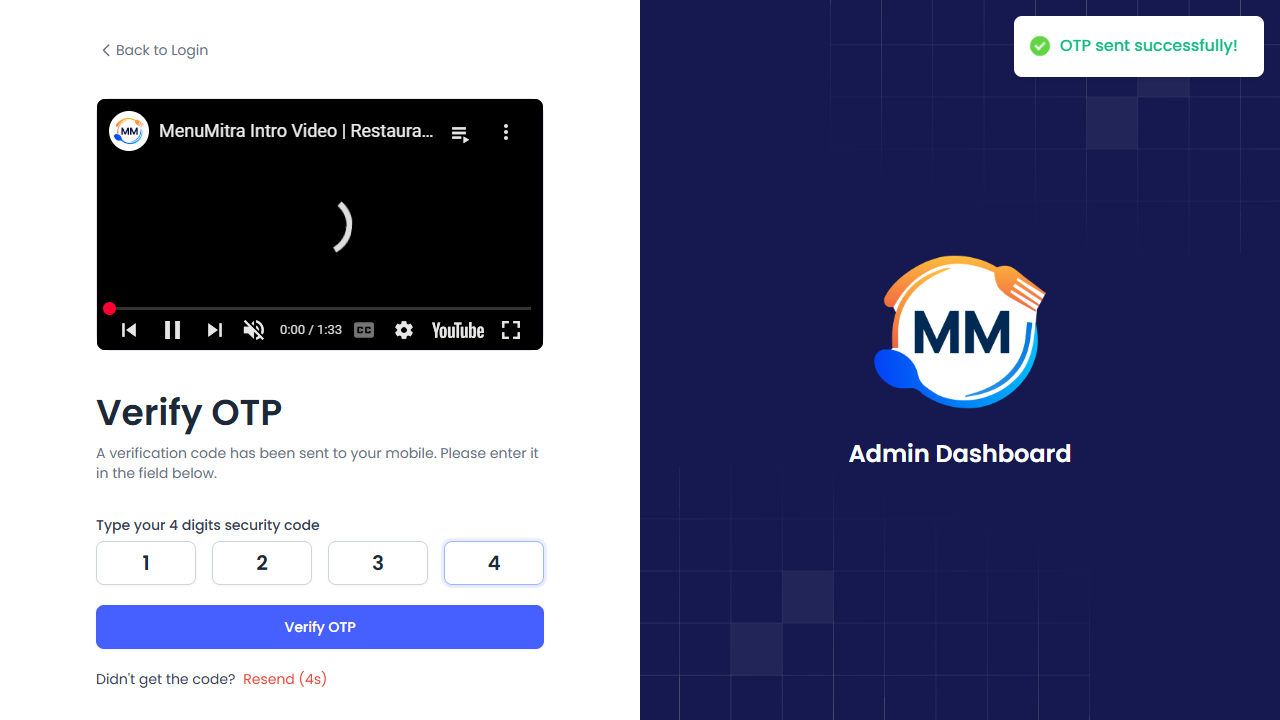 Back to Login
MM
MenuMitra Intro Video | Restaura...
0:00 / 1:33
CC
YouTube
Verify OTP
A verification code has been sent to your mobile. Please enter it
in the field below.
Type your 4 digits security code
1 2 3 4
Verify OTP
Didn't get the code? Resend (4s)
OTP sent successfully!
MM
Admin Dashboard